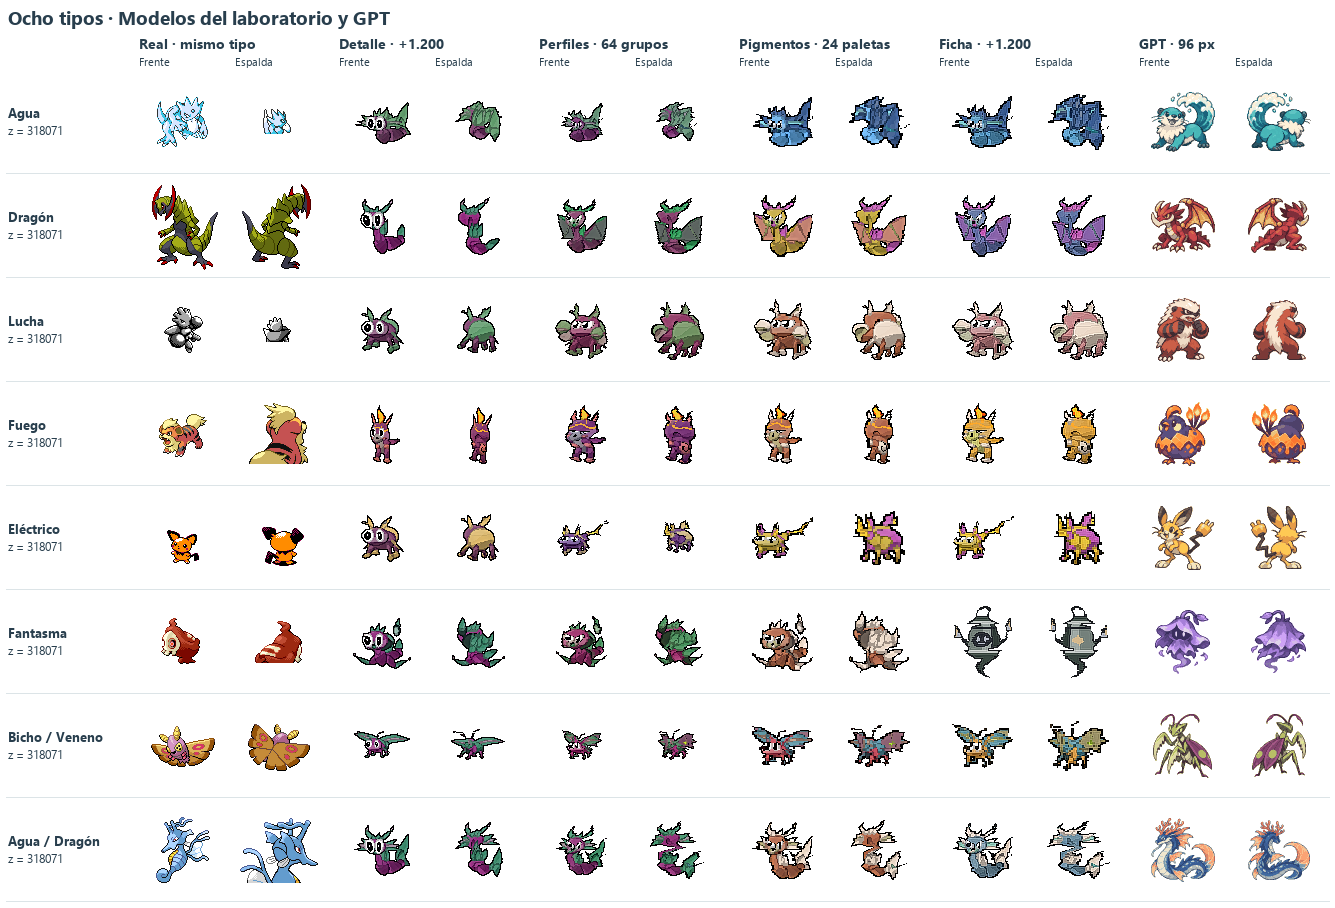 Ocho tipos · Modelos del laboratorio y GPT
Real · mismo tipo Detalle · +1.200 Perfiles · 64 grupos Pigmentos · 24 paletas Ficha · +1.200 GPT · 96 px
Frente Espalda Frente Espalda Frente Espalda Frente Espalda Frente Espalda Frente Espalda
Agua
z = 318071
Dragón
z = 318071
Lucha
z = 318071
Fuego
z = 318071
Eléctrico
z = 318071
Fantasma
z = 318071
Bicho / Veneno
z = 318071
Agua / Dragón
z = 318071